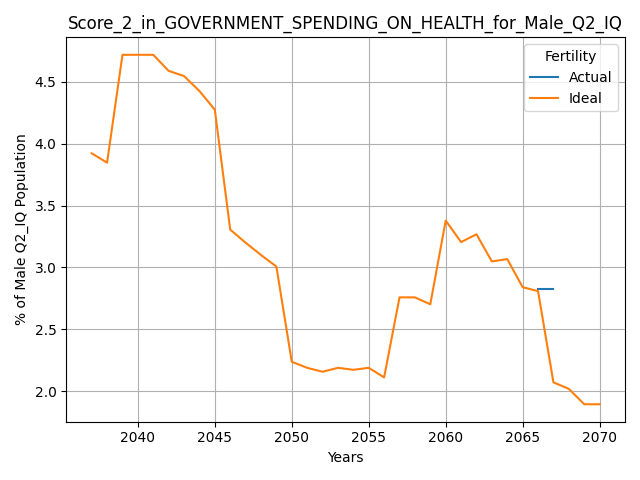 Score_2_in_GOVERNMENT_SPENDING_ON_HEALTH_for_Male_Q2_IQ
Fertility
Actual
Ideal
% of Male Q2_IQ Population
4.5
4.0
3.5
3.0
2.5
2.0
2040 2045 2050 2055 2060 2065 2070
Years